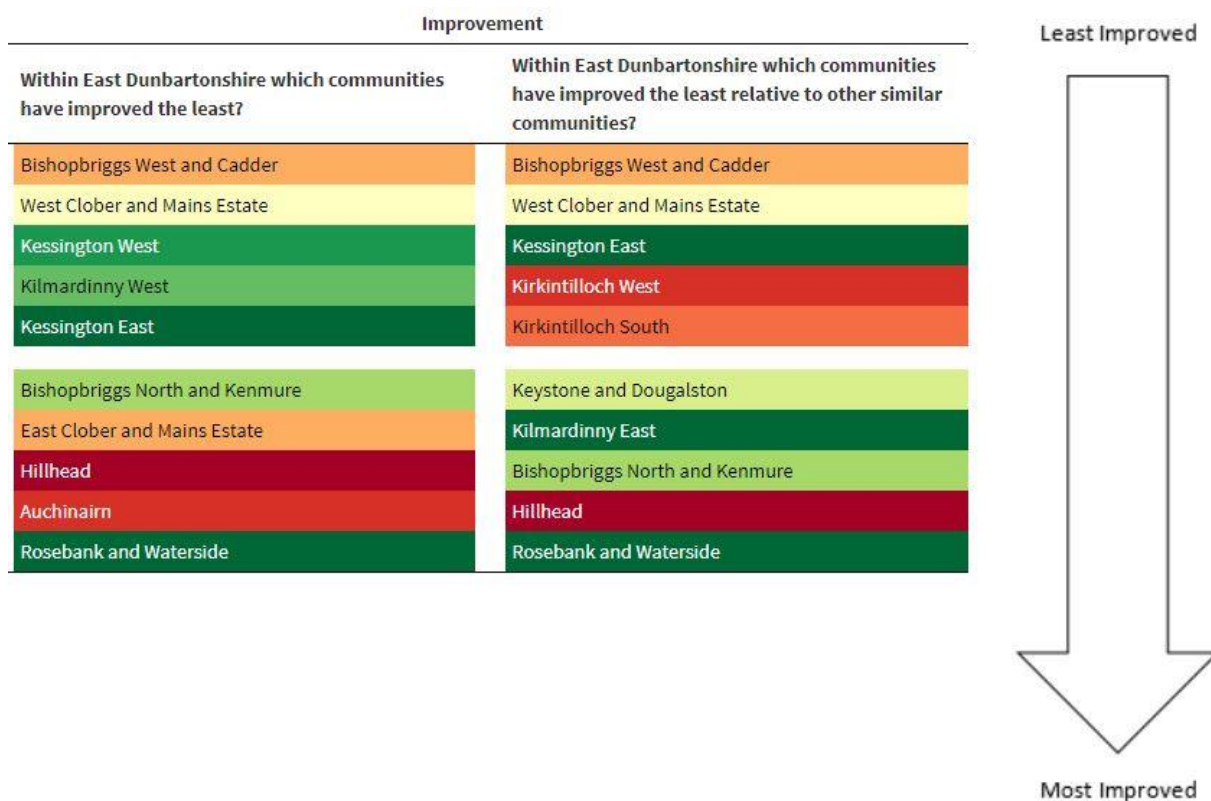 Improvement
Least Improved
Within East Dunbartonshire which communities
have improved the least?
Within East Dunbartonshire which communities
have improved the least relative to other similar
communities?
Bishopbriggs West and Cadder
Bishopbriggs West and Cadder
West Clober and Mains Estate
West Clober and Mains Estate
Kessington West
Kessington East
Kilmardinny West
Kirkintilloch West
Kessington East
Kirkintilloch South
Bishopbriggs North and Kenmure
Keystone and Dougalston
East Clober and Mains Estate
Kilmardinny East
Hillhead
Bishopbriggs North and Kenmure
Auchinairn
Hillhead
Rosebank and Waterside
Rosebank and Waterside
Most Improved